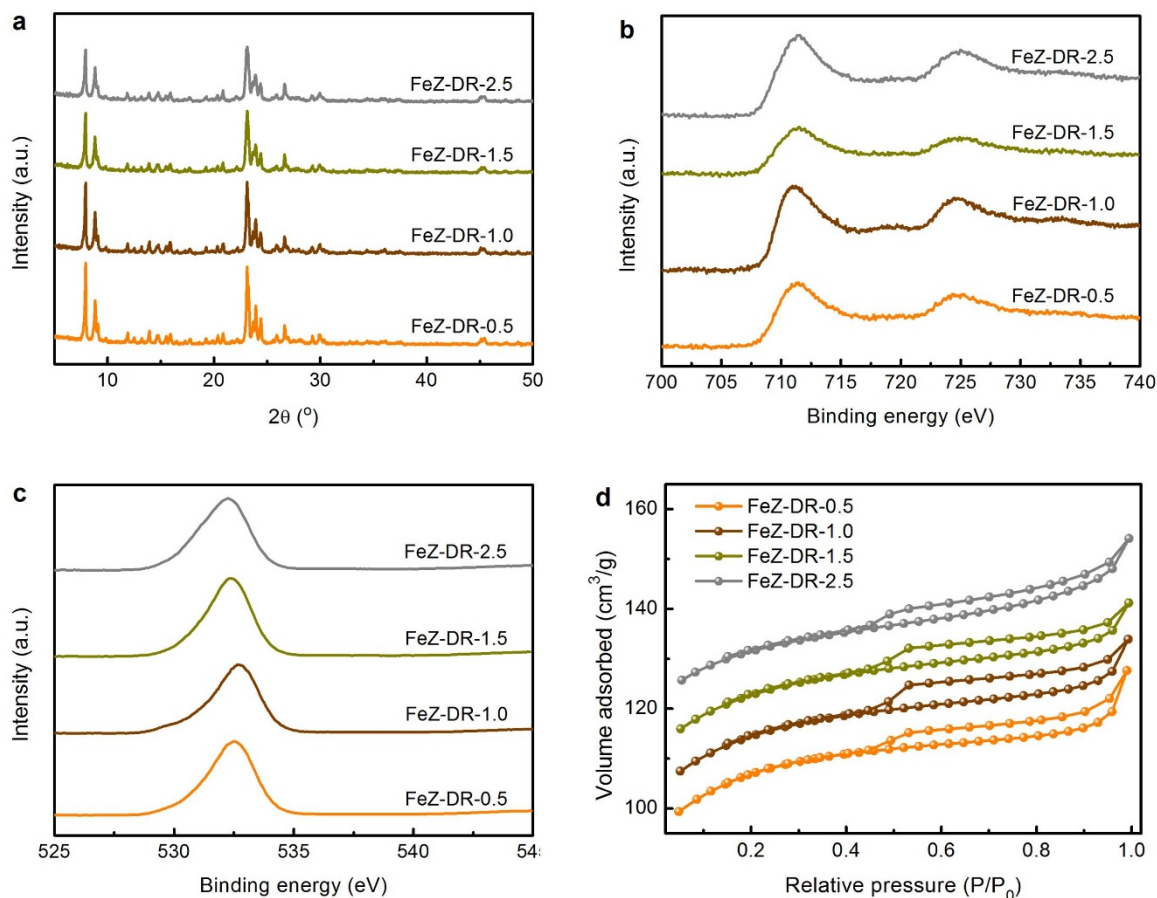 a
Intensity (a.u.)
FeZ-DR-2.5
FeZ-DR-1.5
FeZ-DR-1.0
FeZ-DR-0.5
10 20 30 40 50
2θ (°)
b
Intensity (a.u.)
FeZ-DR-2.5
FeZ-DR-1.5
FeZ-DR-1.0
FeZ-DR-0.5
700 705 710 715 720 725 730 735 740
Binding energy (eV)
c
Intensity (a.u.)
FeZ-DR-2.5
FeZ-DR-1.5
FeZ-DR-1.0
FeZ-DR-0.5
525 530 535 540 545
Binding energy (eV)
d
Volume adsorbed (cm³/g)
160
140
120
100
FeZ-DR-0.5
FeZ-DR-1.0
FeZ-DR-1.5
FeZ-DR-2.5
0.2 0.4 0.6 0.8 1.0
Relative pressure (P/P₀)